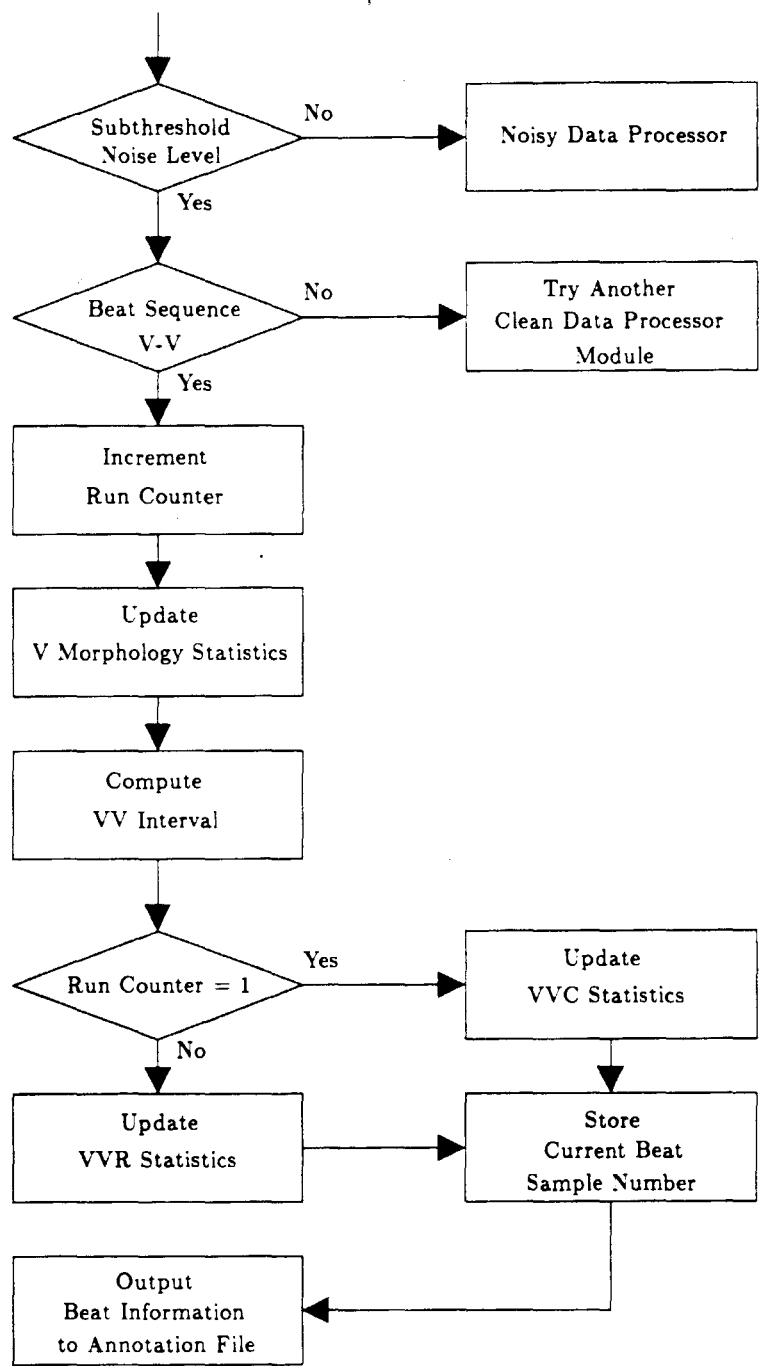 Subthreshold
Noise Level
No
Noisy Data Processor
Yes
Beat Sequence
V-V
No
Try Another
Clean Data Processor
Module
Yes
Increment
Run Counter
Update
V Morphology Statistics
Compute
VV Interval
Run Counter = 1
Yes
Update
VVC Statistics
No
Update
VVR Statistics
Store
Current Beat
Sample Number
Output
Beat Information
to Annotation File